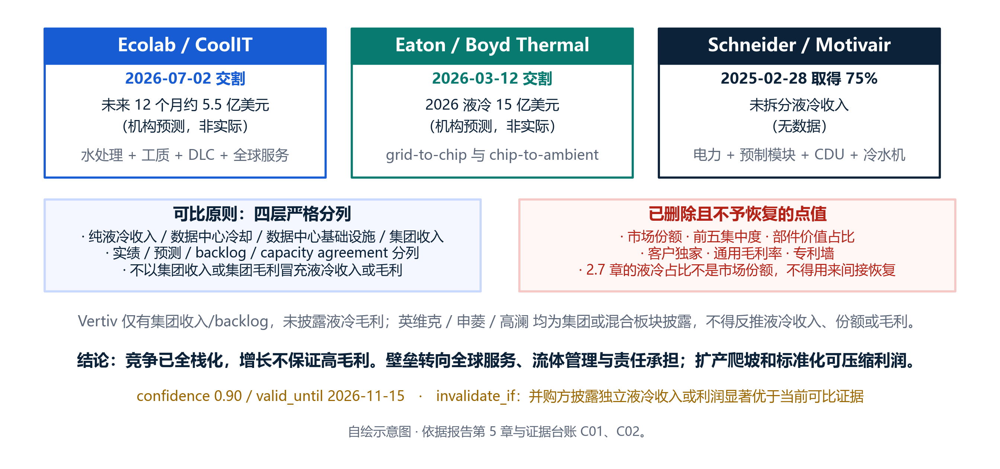 Ecolab / CoolIT
2026-07-02 交割
未来 12 个月约 5.5 亿美元
（机构预测，非实际）
水处理 + 工质 + DLC + 全球服务
Eaton / Boyd Thermal
2026-03-12 交割
2026 液冷 15 亿美元
（机构预测，非实际）
grid-to-chip 与 chip-to-ambient
Schneider / Motivair
2025-02-28 取得 75%
未拆分液冷收入
（无数据）
电力 + 预制模块 + CDU + 冷水机
可比原则：四层严格分列
· 纯液冷收入 / 数据中心冷却 / 数据中心基础设施 / 集团收入
· 实绩 / 预测 / backlog / capacity agreement 分列
· 不以集团收入或集团毛利冒充液冷收入或毛利
已删除且不予恢复的点值
· 市场份额 · 前五集中度 · 部件价值占比
· 客户独家 · 通用毛利率 · 专利墙
· 2.7 章的液冷占比不是市场份额，不得用来间接恢复
Vertiv 仅有集团收入/backlog，未披露液冷毛利；英维克 / 申菱 / 高澜 均为集团或混合板块披露，不得反推液冷收入、份额或毛利。
结论：竞争已全栈化，增长不保证高毛利。壁垒转向全球服务、流体管理与责任承担；扩产爬坡和标准化可压缩利润。
confidence 0.90 / valid_until 2026-11-15 · invalidate_if：并购方披露独立液冷收入或利润显著优于当前可比证据
自绘示意图 · 依据报告第 5 章与证据台账 C01、C02。